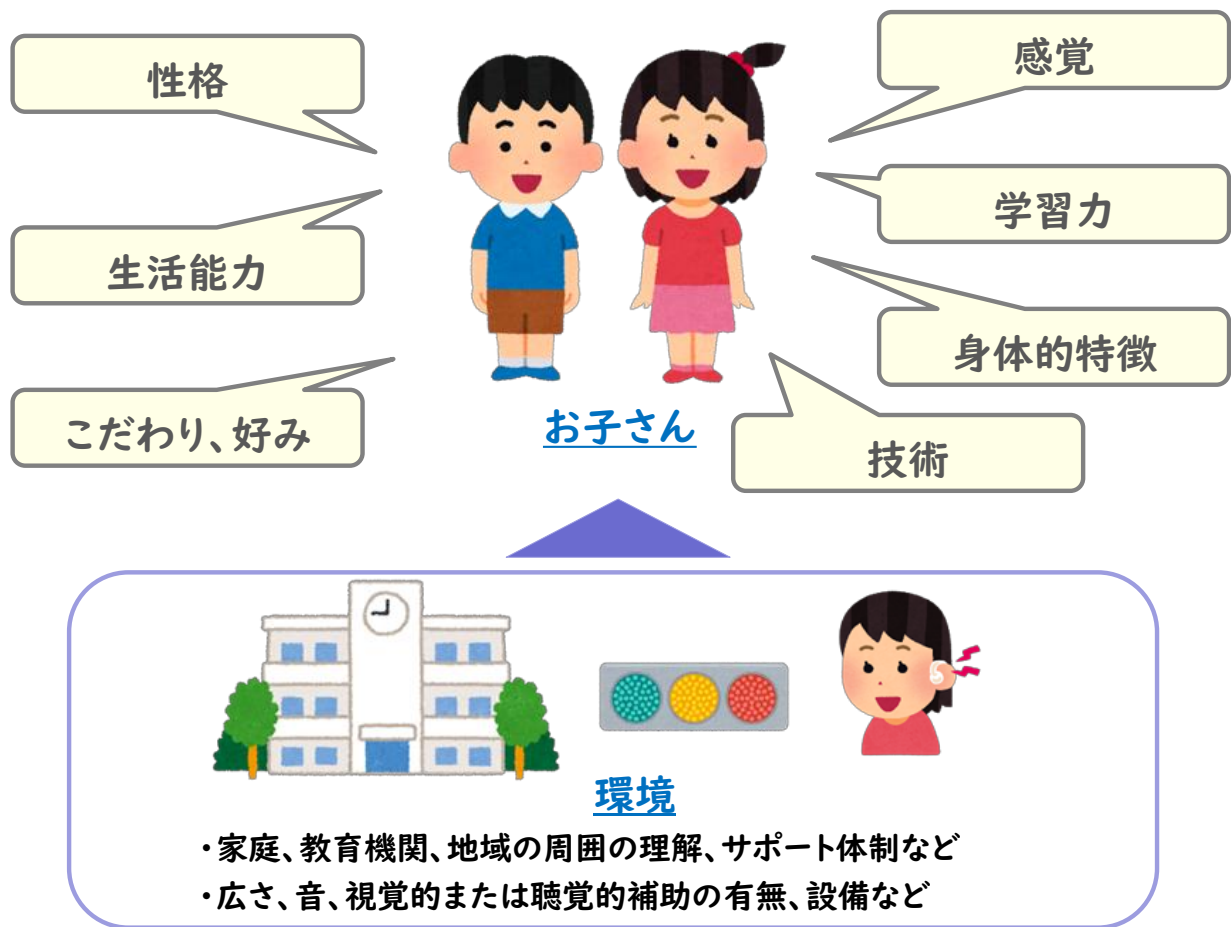 性格
感覚
生活能力
学習力
こだわり、好み
身体的特徴
お子さん
技術
環境
・家庭、教育機関、地域の周囲の理解、サポート体制など
・広さ、音、視覚的または聴覚的補助の有無、設備など